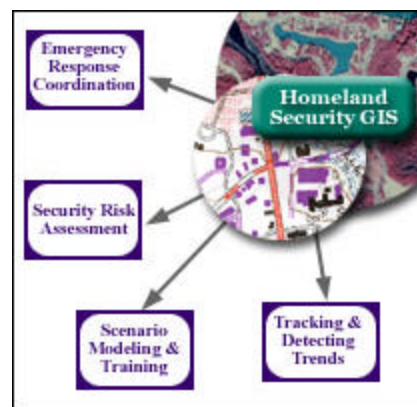 Emergency
Response
Coordination
Homeland
Security GIS
Security Risk
Assessment
Scenario
Modeling &
Training
Tracking &
Detecting
Trends